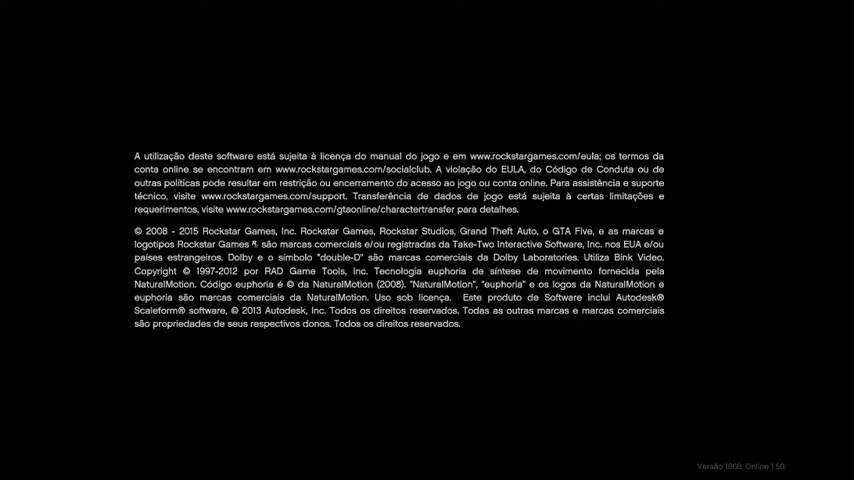 A utilização deste software está sujeita à licença do manual do jogo e em www.rockstargames.com/eula; os termos da
conta online se encontram em www.rockstargames.com/socialclub. A violação do EULA, do Código de Conduta ou de
outras políticas pode resultar em restrição ou encerramento do acesso ao jogo ou conta online. Para assistência e suporte
técnico, visite www.rockstargames.com/support. Transferência de dados de jogo está sujeita à certas limitações e
requerimentos, visite www.rockstargames.com/gtaonline/charactertransfer para detalhes.
© 2008 - 2015 Rockstar Games, Inc. Rockstar Games, Rockstar Studios, Grand Theft Auto, o GTA Five, e as marcas e
logotipos Rockstar Games são marcas comerciais e/ou registradas da Take-Two Interactive Software, Inc. nos EUA e/ou
países estrangeiros. Dolby e o símbolo "double-D" são marcas comerciais da Dolby Laboratories. Utiliza Bink Video.
Copyright © 1997-2012 por RAD Game Tools, Inc. Tecnologia euphoria de síntese de movimento fornecida pela
NaturalMotion. Código euphoria é © da NaturalMotion (2008). "NaturalMotion", "euphoria" e os logos da NaturalMotion e
euphoria são marcas comerciais da NaturalMotion. Uso sob licença. Este produto de Software inclui Autodesk®
Scaleform® software, © 2013 Autodesk, Inc. Todos os direitos reservados. Todas as outras marcas e marcas comerciais
são propriedades de seus respectivos donos. Todos os direitos reservados.
Versão 1868, Online 1.50